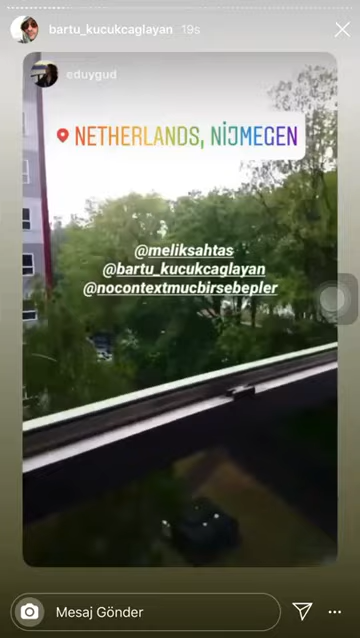 bartu_kucukcaglayan 19s
eduygud
NETHERLANDS, NİJMEGEN
@meliksahtas
@bartu_kucukcaglayan
@nocontextmucbirsebepler
Mesaj Gönder